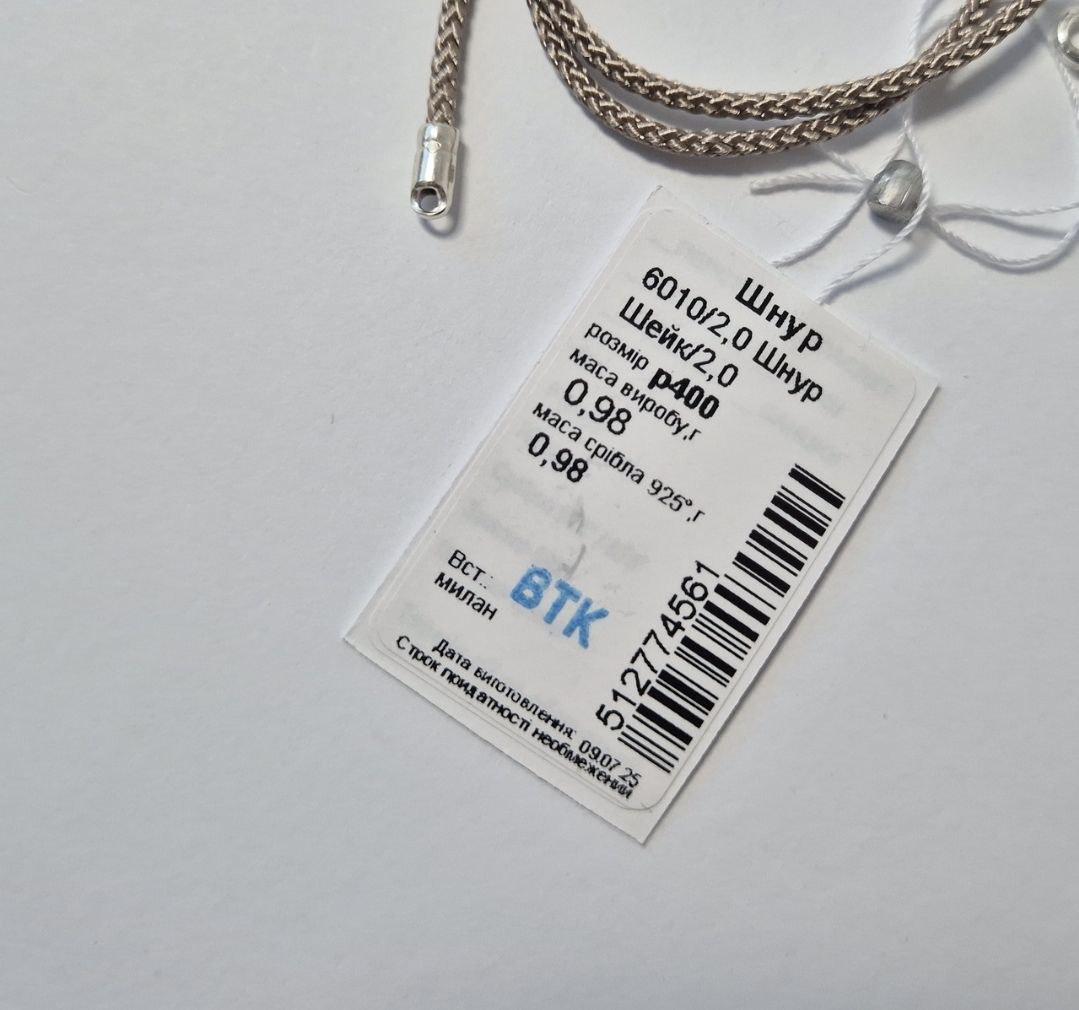 Шнур
6010/2,0 Шнур
Шейк/2,0
розмір р400
маса виробу,г
0,98
маса срібла 925°,г
0,98
Вст.:
милан
ВТК
5127774561
Дата виготовлення: 09.07.25
Строк придатності необмежений